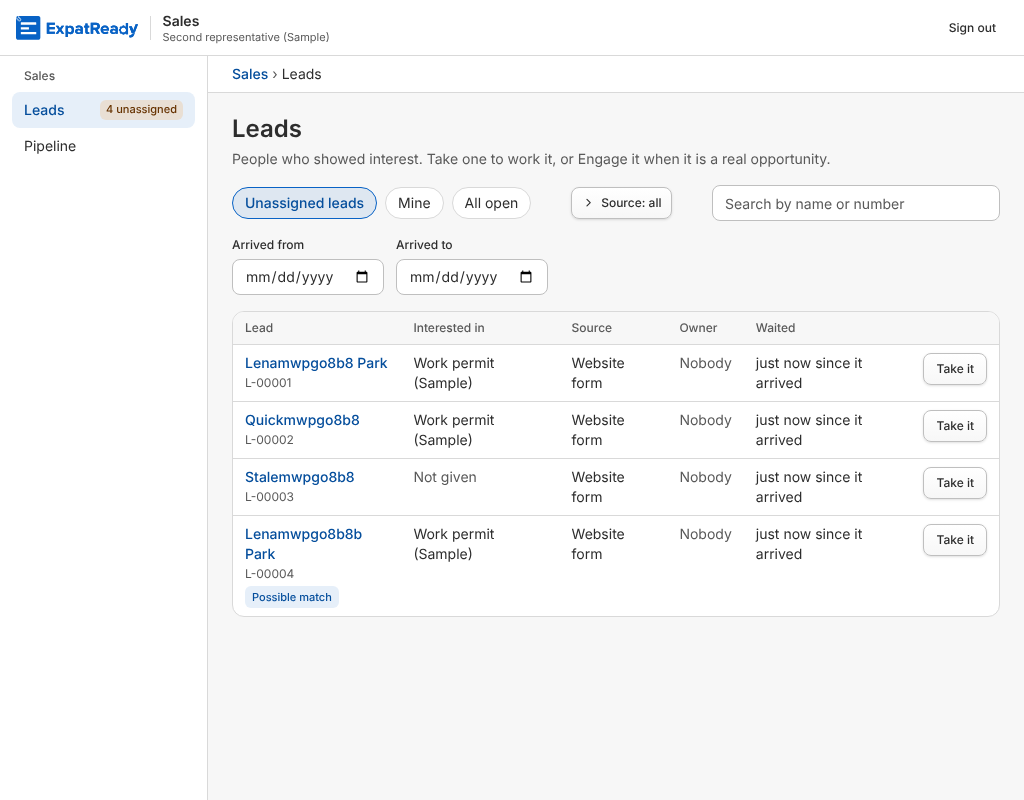 ExpatReady
Sales
Second representative (Sample)
Sign out
Sales
Leads
4 unassigned
Pipeline
Sales › Leads
Leads
People who showed interest. Take one to work it, or Engage it when it is a real opportunity.
Unassigned leads
Mine
All open
Source: all
Search by name or number
Arrived from
Arrived to
mm/dd/yyyy
mm/dd/yyyy
Lead
Interested in
Source
Owner
Waited
Lenamwpgo8b8 Park
L-00001
Work permit
(Sample)
Website
form
Nobody
just now since it
arrived
Take it
Quickmwpgo8b8
L-00002
Work permit
(Sample)
Website
form
Nobody
just now since it
arrived
Take it
Stalemwpgo8b8
L-00003
Not given
Website
form
Nobody
just now since it
arrived
Take it
Lenamwpgo8b8b
Park
L-00004
Possible match
Work permit
(Sample)
Website
form
Nobody
just now since it
arrived
Take it